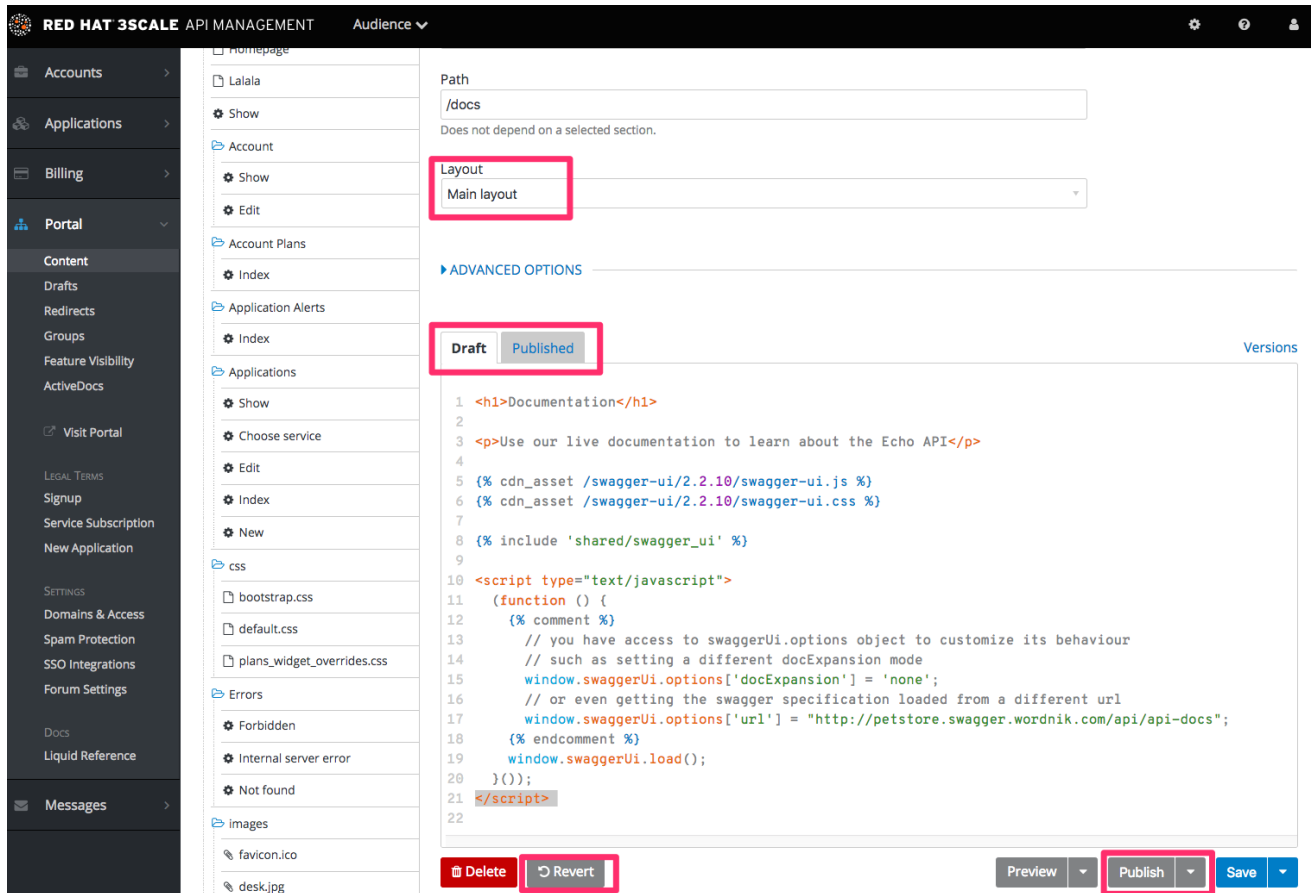 RED HAT 3SCALE API MANAGEMENT
Audience
Accounts
Applications
Billing
Portal
Content
Drafts
Redirects
Groups
Feature Visibility
ActiveDocs
Visit Portal
LEGAL TERMS
Signup
Service Subscription
New Application
SETTINGS
Domains & Access
Spam Protection
SSO Integrations
Forum Settings
DOCS
Liquid Reference
Messages
Homepage
Lalala
Show
Account
Show
Edit
Account Plans
Index
Application Alerts
Index
Applications
Show
Choose service
Edit
Index
New
css
bootstrap.css
default.css
plans_widget_overrides.css
Errors
Forbidden
Internal server error
Not found
images
favicon.ico
desk.jpg
Path
/docs
Does not depend on a selected section.
Layout
Main layout
ADVANCED OPTIONS
Draft
Published
Versions
1 <h1>Documentation</h1>
2
3 <p>Use our live documentation to learn about the Echo API</p>
4
5 {% cdn_asset /swagger-ui/2.2.10/swagger-ui.js %}
6 {% cdn_asset /swagger-ui/2.2.10/swagger-ui.css %}
7
8 {% include 'shared/swagger_ui' %}
9
10 <script type="text/javascript">
11 (function () {
12 {% comment %}
13 // you have access to swaggerUi.options object to customize its behaviour
14 // such as setting a different docExpansion mode
15 window.swaggerUi.options['docExpansion'] = 'none';
16 // or even getting the swagger specification loaded from a different url
17 window.swaggerUi.options['url'] = "http://petstore.swagger.wordnik.com/api/api-docs";
18 {% endcomment %}
19 window.swaggerUi.load();
20 }());
21 </script>
22
Delete
Revert
Preview
Publish
Save